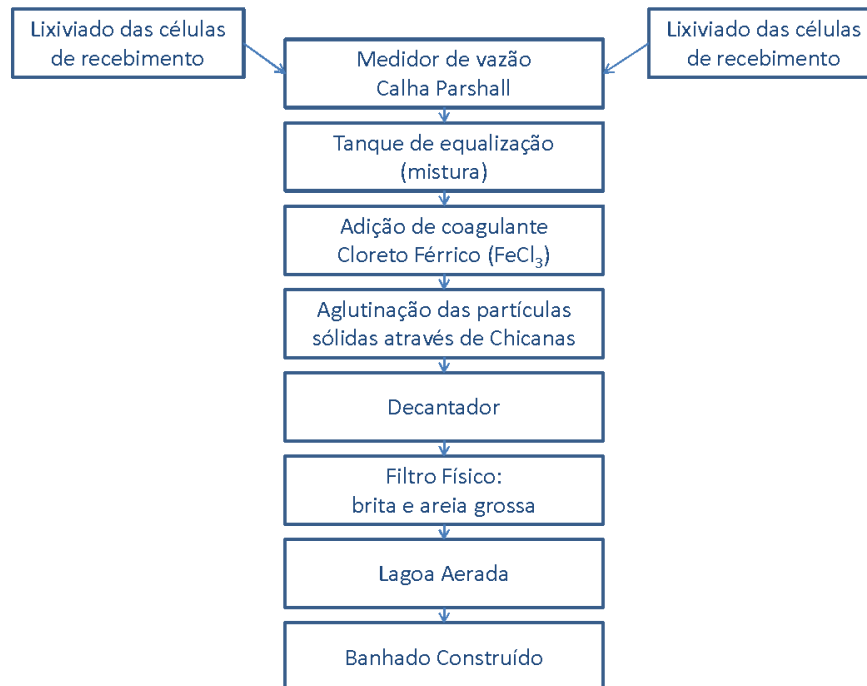 Lixiviado das células
de recebimento
Lixiviado das células
de recebimento
Medidor de vazão
Calha Parshall
Tanque de equalização
(mistura)
Adição de coagulante
Cloreto Férrico (FeCl₃)
Aglutinação das partículas
sólidas através de Chicanas
Decantador
Filtro Físico:
brita e areia grossa
Lagoa Aerada
Banhado Construído